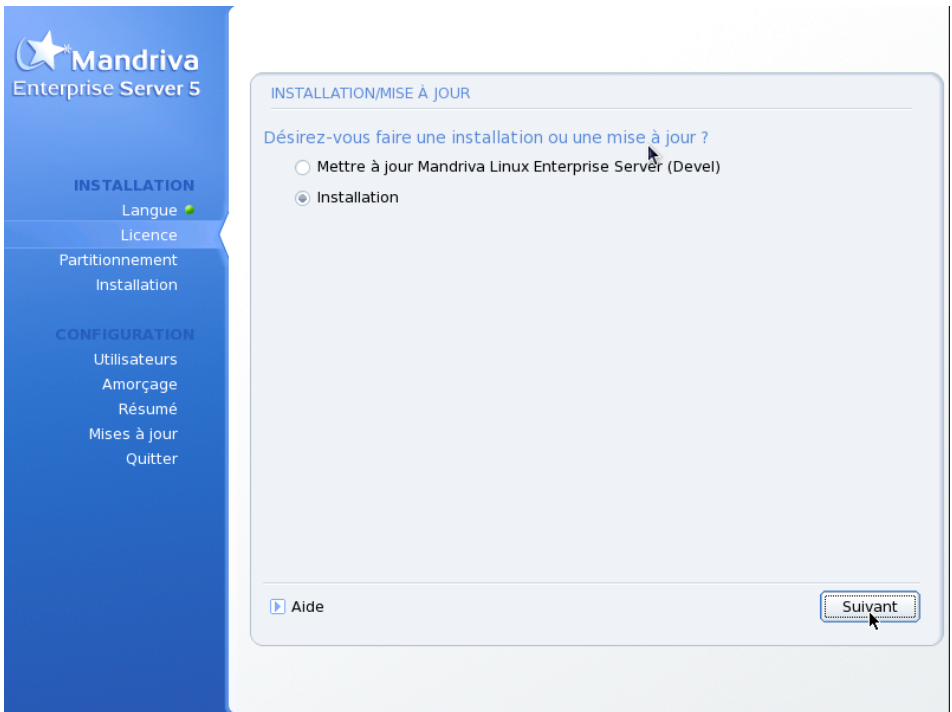 Mandriva
Enterprise Server 5
INSTALLATION
Langue
Licence
Partitionnement
Installation
CONFIGURATION
Utilisateurs
Amorçage
Résumé
Mises à jour
Quitter
INSTALLATION/MISE À JOUR
Désirez-vous faire une installation ou une mise à jour ?
Mettre à jour Mandriva Linux Enterprise Server (Devel)
Installation
Aide
Suivant